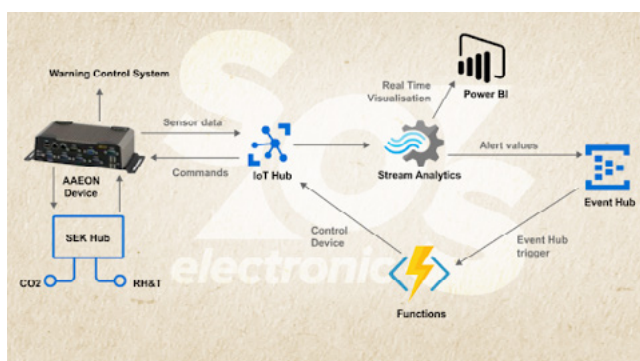 Warning Control System
Real Time
Visualisation
Power BI
Sensor data
Commands
AAEON
Device
IoT Hub
Stream Analytics
Alert values
Event Hub
SEK Hub
CO2
RH&T
Control
Device
Event Hub
trigger
Functions
SOS
electronic